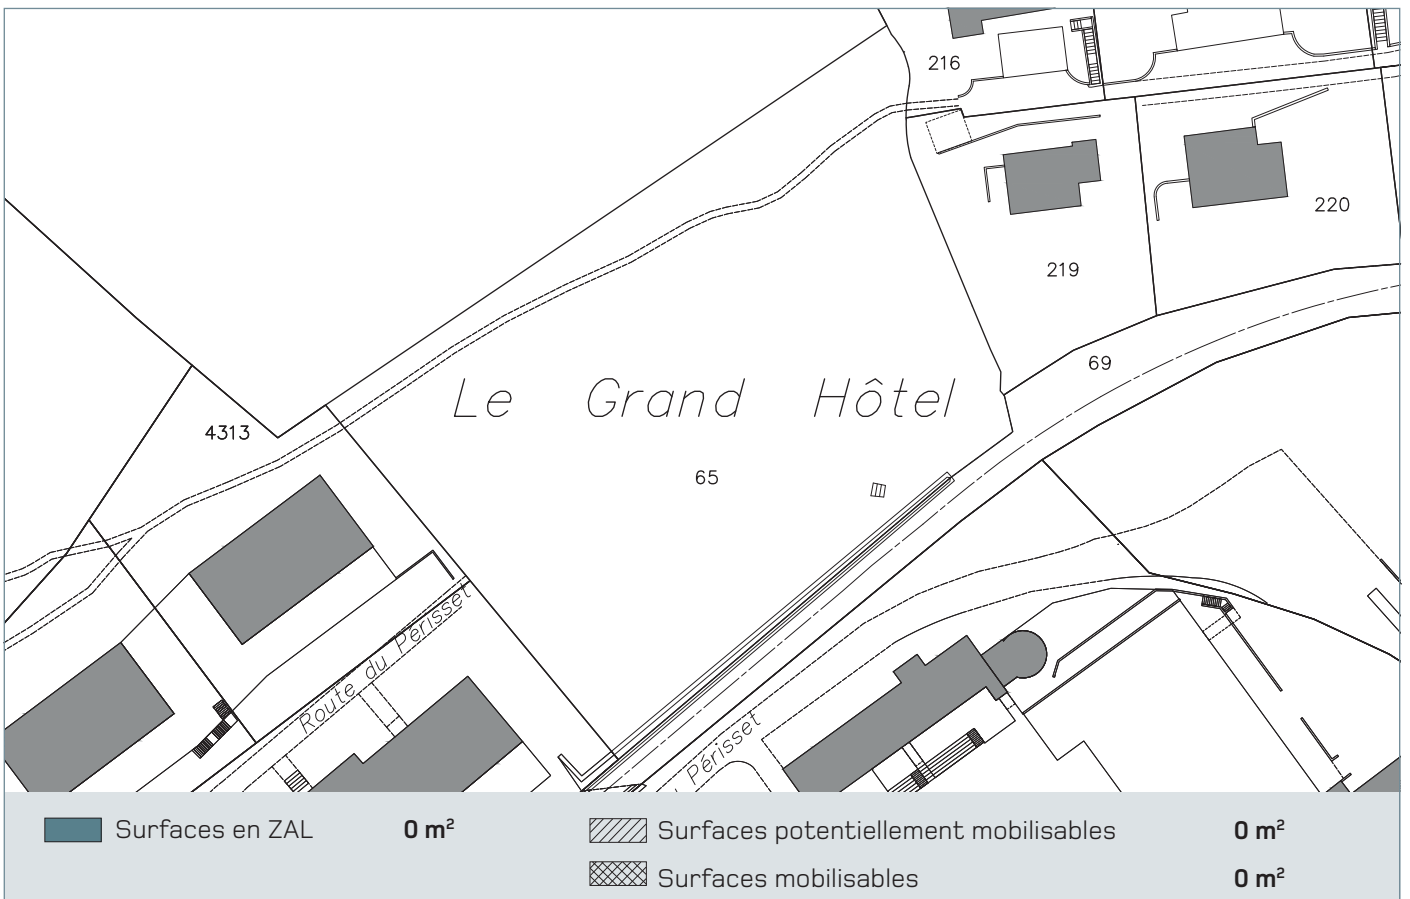 216
220
219
69
Le Grand Hôtel
4313
65
Route du Périsset
Périsset
Surfaces en ZAL 0 m²
Surfaces potentiellement mobilisables 0 m²
Surfaces mobilisables 0 m²